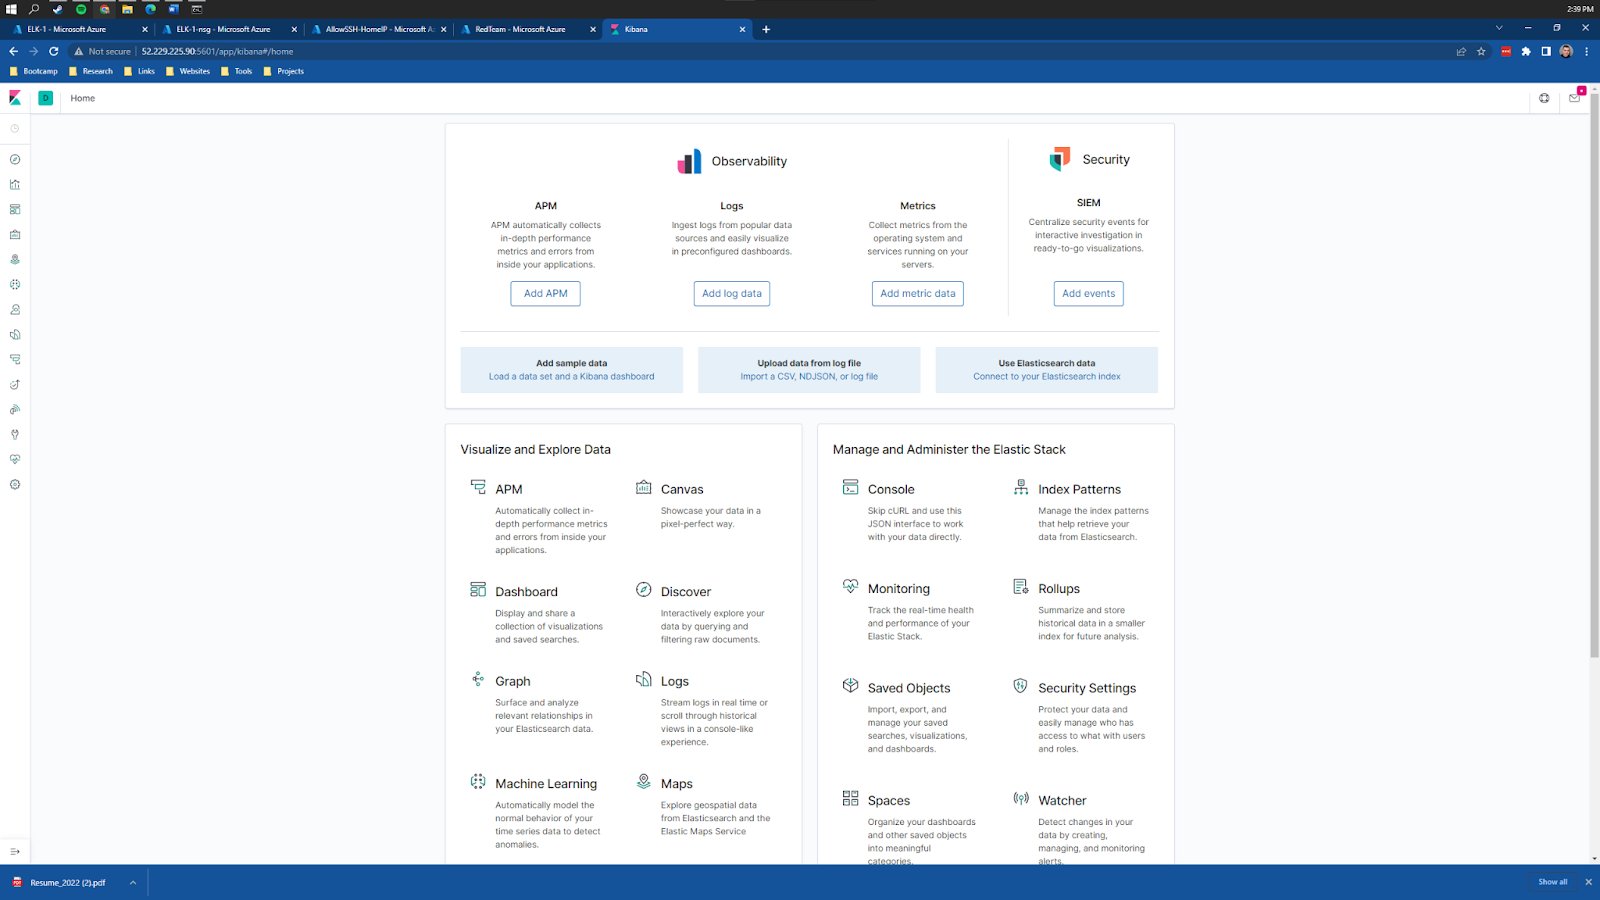 2:39 PM
ELK-1 - Microsoft Azure
ELK-1-nsg - Microsoft Azure
AllowSSH-HomeIP - Microsoft A
RedTeam - Microsoft Azure
Kibana
Not secure
52.229.225.90:5601/app/kibana#/home
Bootcamp
Research
Links
Websites
Tools
Projects
D
Home
Observability
Security
APM
Logs
Metrics
SIEM
APM automatically collects
in-depth performance
metrics and errors from
inside your applications.
Ingest logs from popular data
sources and easily visualize
in preconfigured dashboards.
Collect metrics from the
operating system and
services running on your
servers.
Centralize security events for
interactive investigation in
ready-to-go visualizations.
Add APM
Add log data
Add metric data
Add events
Add sample data
Load a data set and a Kibana dashboard
Upload data from log file
Import a CSV, NDJSON, or log file
Use Elasticsearch data
Connect to your Elasticsearch index
Visualize and Explore Data
APM
Automatically collect in-
depth performance metrics
and errors from inside your
applications.
Canvas
Showcase your data in a
pixel-perfect way.
Dashboard
Display and share a
collection of visualizations
and saved searches.
Discover
Interactively explore your
data by querying and
filtering raw documents.
Graph
Surface and analyze
relevant relationships in
your Elasticsearch data.
Logs
Stream logs in real time or
scroll through historical
views in a console-like
experience.
Machine Learning
Automatically model the
normal behavior of your
time series data to detect
anomalies.
Maps
Explore geospatial data
from Elasticsearch and the
Elastic Maps Service
Manage and Administer the Elastic Stack
Console
Skip cURL and use this
JSON interface to work
with your data directly.
Index Patterns
Manage the index patterns
that help retrieve your
data from Elasticsearch.
Monitoring
Track the real-time health
and performance of your
Elastic Stack.
Rollups
Summarize and store
historical data in a smaller
index for future analysis.
Saved Objects
Import, export, and
manage your saved
searches, visualizations,
and dashboards.
Security Settings
Protect your data and
easily manage who has
access to what with users
and roles.
Spaces
Organize your dashboards
and other saved objects
into meaningful
categories.
Watcher
Detect changes in your
data by creating,
managing, and monitoring
alerts.
Resume_2022 (2).pdf
Show all